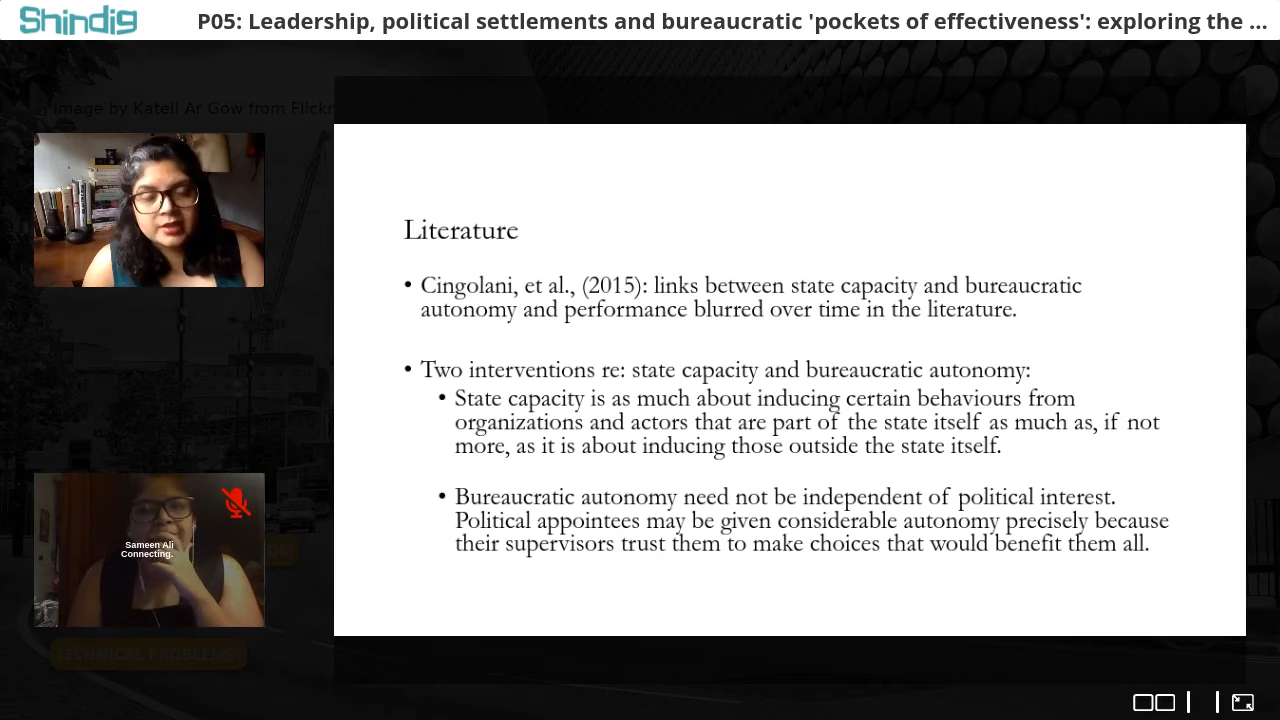 Shindig
P05: Leadership, political settlements and bureaucratic 'pockets of effectiveness': exploring the ...
Image by Katell Ar Gow from Flickr
Literature
• Cingolani, et al., (2015): links between state capacity and bureaucratic
autonomy and performance blurred over time in the literature.
• Two interventions re: state capacity and bureaucratic autonomy:
• State capacity is as much about inducing certain behaviours from
organizations and actors that are part of the state itself as much as, if not
more, as it is about inducing those outside the state itself.
• Bureaucratic autonomy need not be independent of political interest.
Political appointees may be given considerable autonomy precisely because
their supervisors trust them to make choices that would benefit them all.
Sameen Ali
Connecting.
TECHNICAL PROBLEMS?